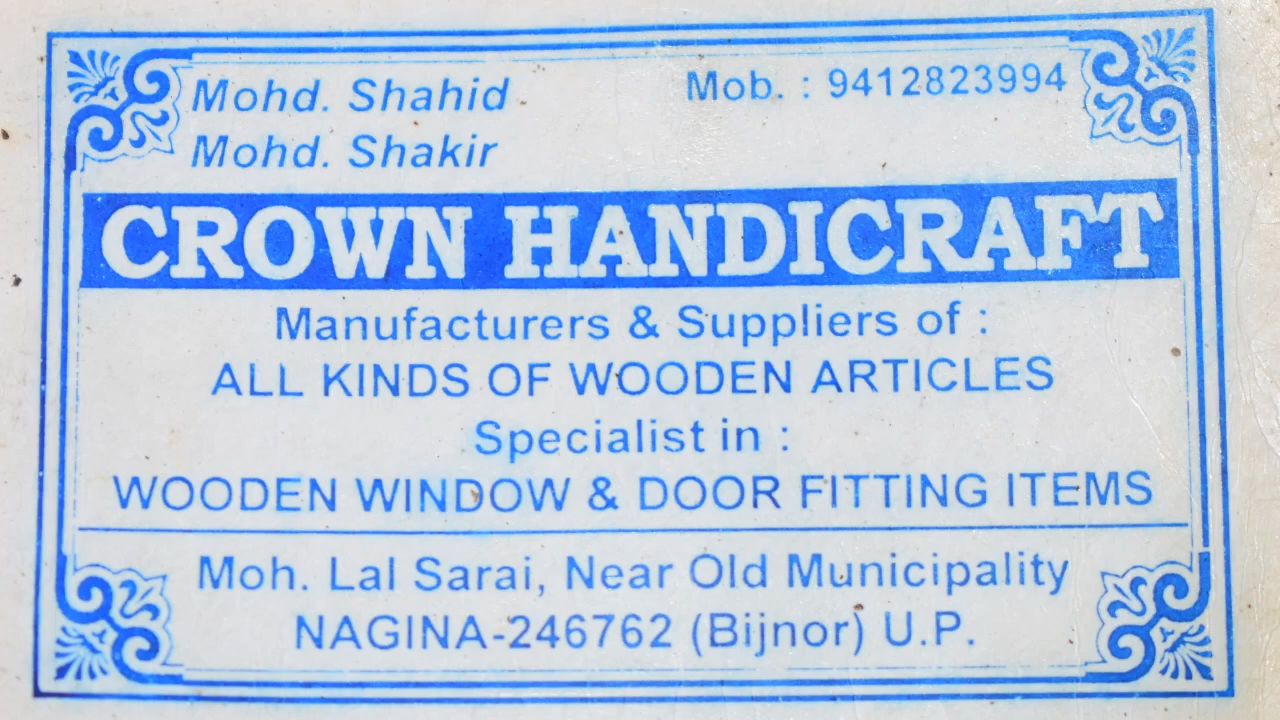 Mohd. Shahid
Mob. : 9412823994
Mohd. Shakir
CROWN HANDICRAFT
Manufacturers & Suppliers of :
ALL KINDS OF WOODEN ARTICLES
Specialist in :
WOODEN WINDOW & DOOR FITTING ITEMS
Moh. Lal Sarai, Near Old Municipality
NAGINA-246762 (Bijnor) U.P.